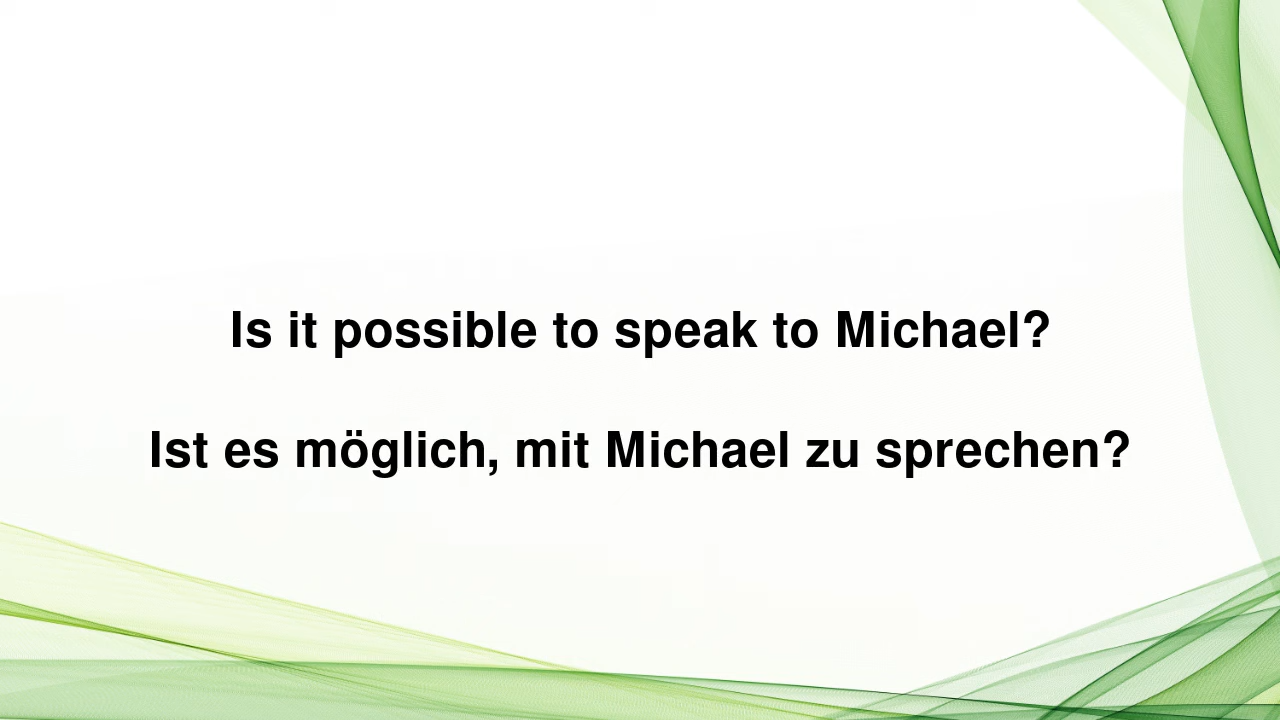 Is it possible to speak to Michael?
Ist es möglich, mit Michael zu sprechen?